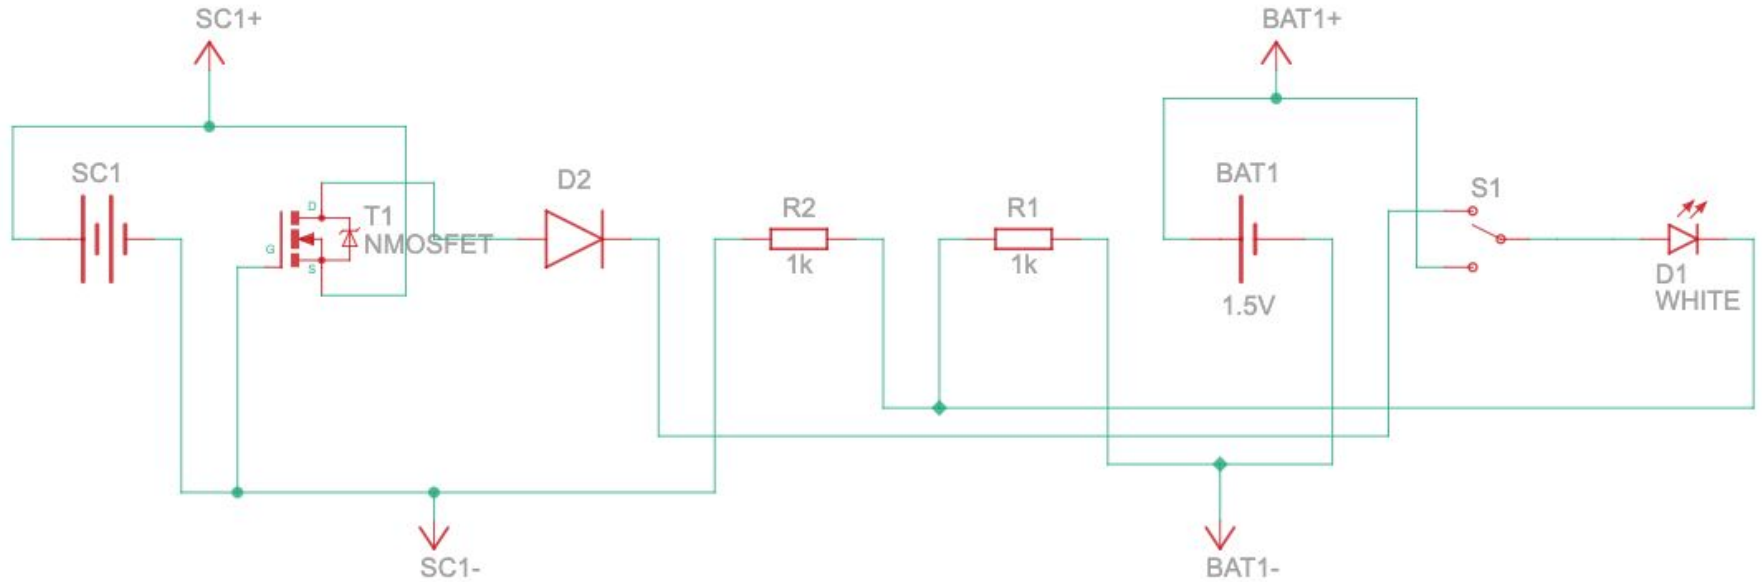 SC1+
BAT1+
SC1
D2
BAT1
S1
D
T1
R2
R1
G
NMOSFET
S
1k
1k
D1
1.5V
WHITE
SC1-
BAT1-